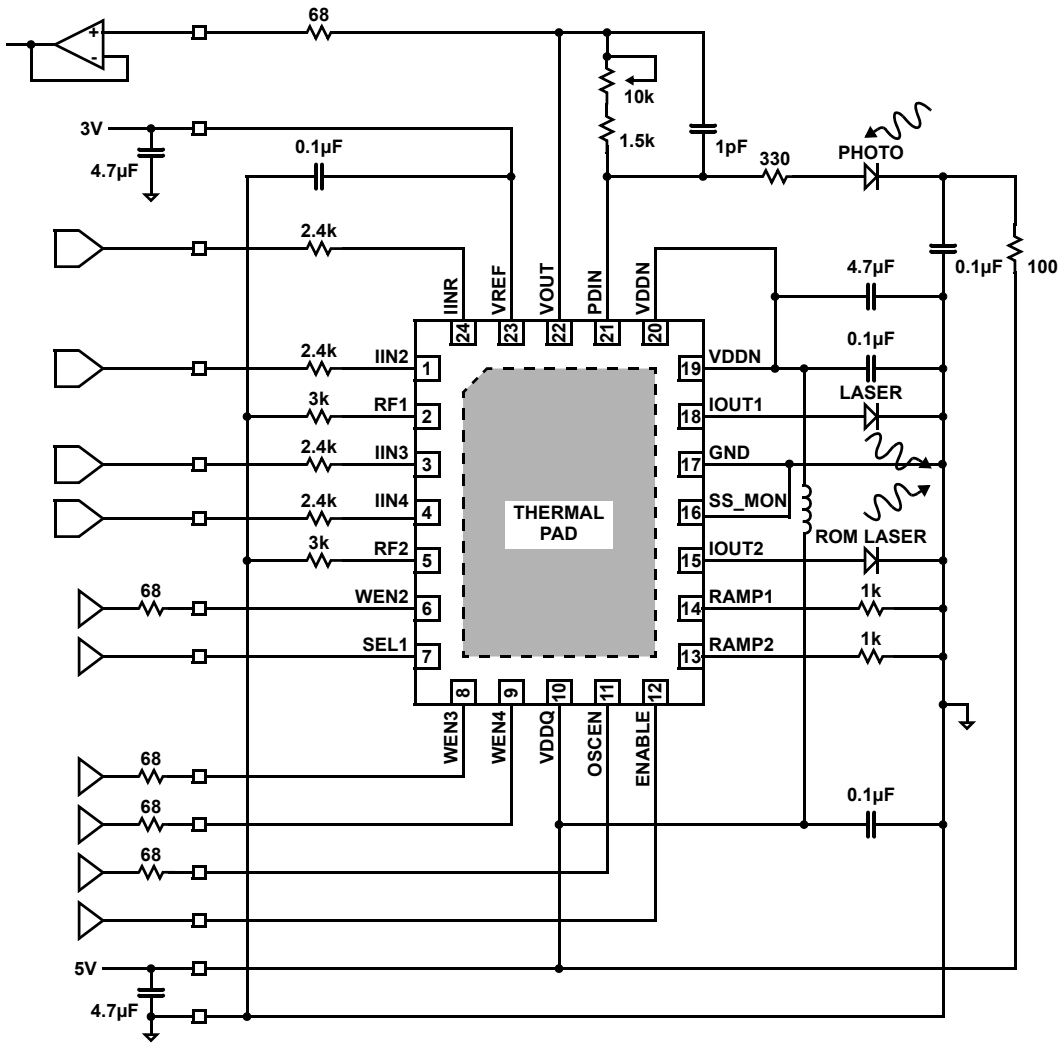 68
+
-
10k
1.5k
1pF
3V
4.7µF
0.1µF
330
PHOTO
2.4k
0.1µF
100
4.7µF
0.1µF
IINR
VREF
VOUT
PDIN
VDDN
24
23
22
21
20
2.4k
IIN2
1
3k
RF1
2
2.4k
IIN3
3
2.4k
IIN4
4
3k
RF2
5
68
WEN2
6
SEL1
7
THERMAL
PAD
19
VDDN
18
IOUT1
LASER
17
GND
16
SS_MON
ROM LASER
15
IOUT2
14
RAMP1
1k
13
RAMP2
1k
8
9
10
11
12
WEN3
WEN4
VDDQ
OSCEN
ENABLE
68
68
68
0.1µF
5V
4.7µF